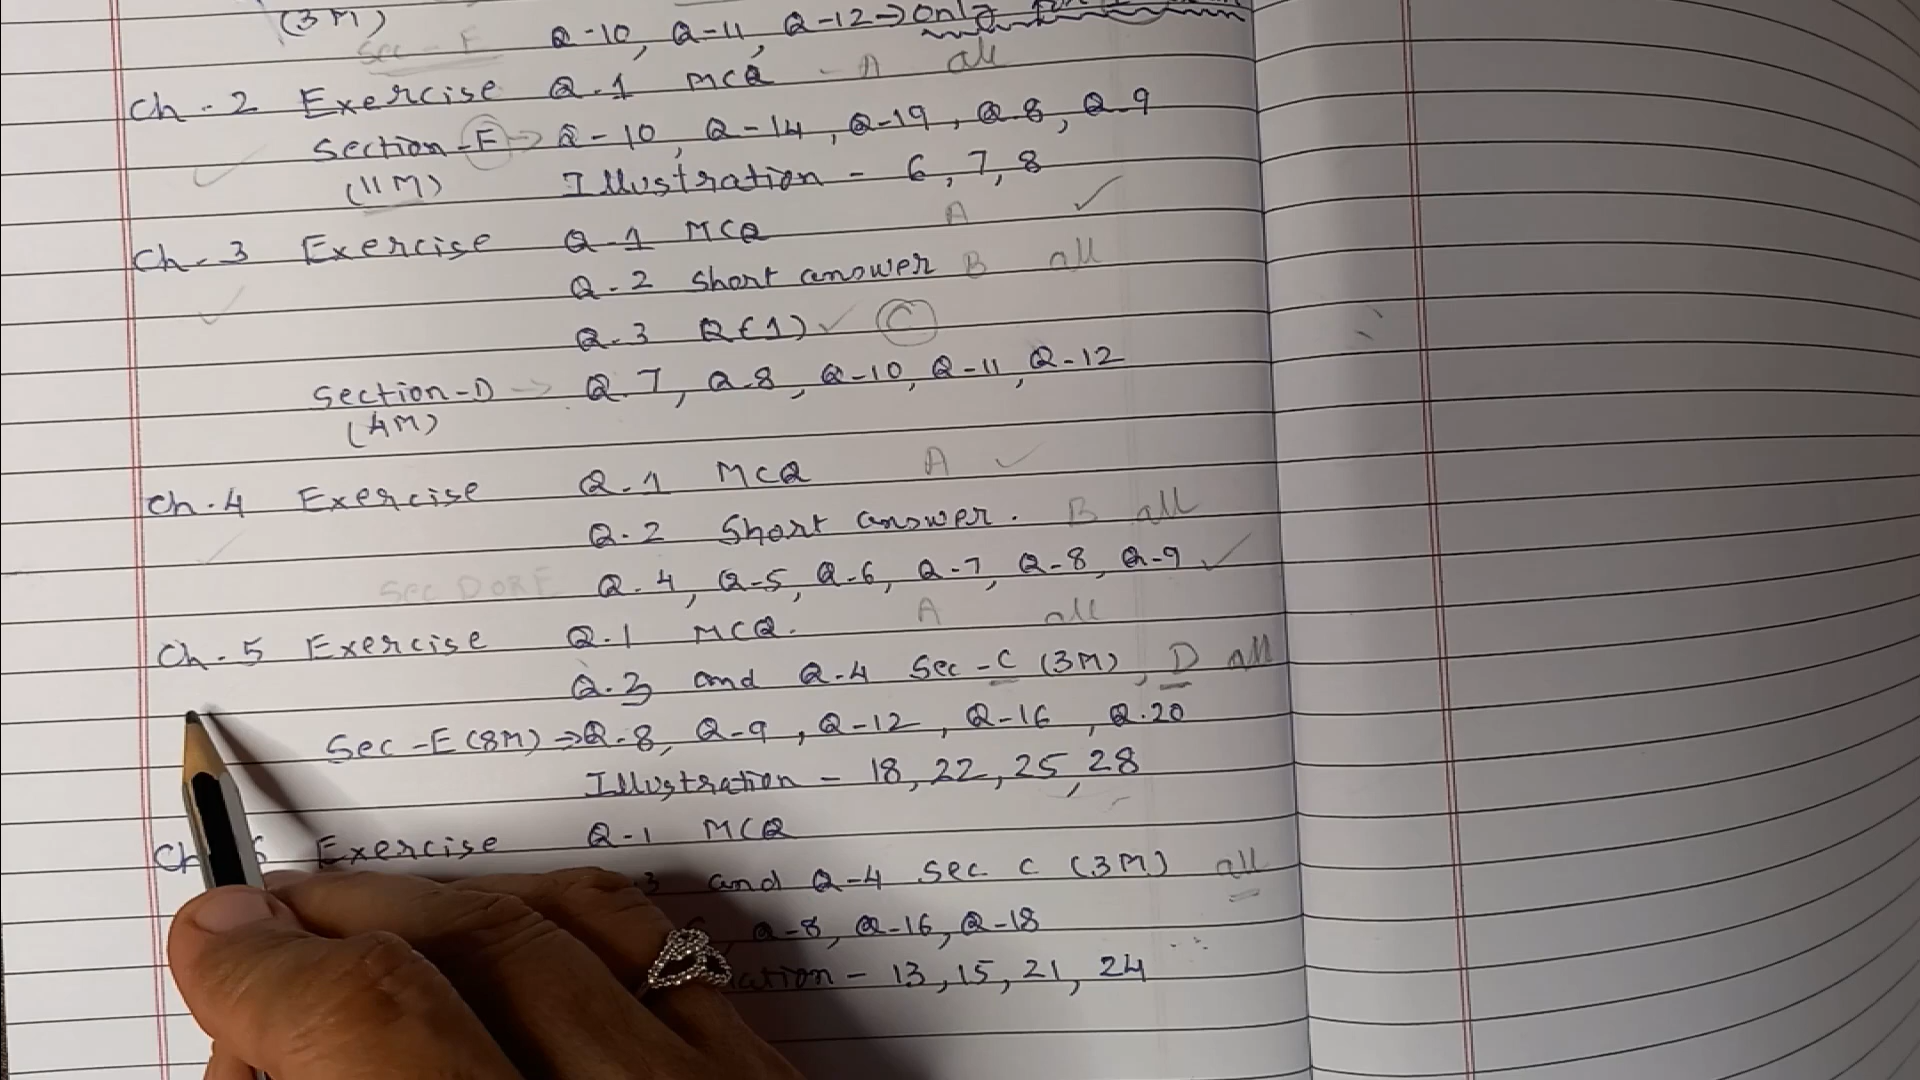 (3M)
Sec - F Q-10, Q-11, Q-12 → only
Ch - 2 Exercise Q.1 MCQ - A all
Section - E → Q-10, Q-14, Q-19, Q.8, Q.9
(11M) Illustration - 6, 7, 8
Ch - 3 Exercise Q-1 MCQ A ✓
Q.2 Short answer B all
Q.3 Q(1) ✓ C
Section-D → Q.7, Q.8, Q-10, Q-11, Q-12
(4M)
Ch.4 Exercise Q.1 MCQ A ✓
Q.2 Short answer. B all
Sec D OR E Q.4, Q-5, Q.6, Q-7, Q-8, Q-9 ✓
Ch.5 Exercise Q.1 MCQ. A all
Q.3 and Q.4 Sec-C (3M), D all
Sec-E (8M) → Q.8, Q-9, Q-12, Q-16, Q.20
Illustration - 18, 22, 25, 28
Ch 6 Exercise Q-1 MCQ
3 and Q-4 Sec C (3M) all
Q-8, Q-16, Q-18
ration - 13, 15, 21, 24